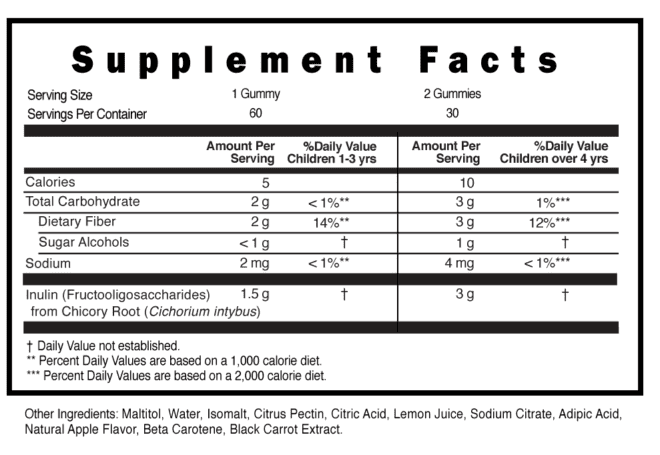 Supplement Facts
Serving Size 1 Gummy 2 Gummies
Servings Per Container 60 30
Amount Per Serving %Daily Value Children 1-3 yrs Amount Per Serving %Daily Value Children over 4 yrs
Calories 5 10
Total Carbohydrate 2 g < 1%** 3 g 1%***
Dietary Fiber 2 g 14%** 3 g 12%***
Sugar Alcohols < 1 g † 1 g †
Sodium 2 mg < 1%** 4 mg < 1%***
Inulin (Fructooligosaccharides) 1.5 g † 3 g †
from Chicory Root (Cichorium intybus)
† Daily Value not established.
** Percent Daily Values are based on a 1,000 calorie diet.
*** Percent Daily Values are based on a 2,000 calorie diet.
Other Ingredients: Maltitol, Water, Isomalt, Citrus Pectin, Citric Acid, Lemon Juice, Sodium Citrate, Adipic Acid,
Natural Apple Flavor, Beta Carotene, Black Carrot Extract.